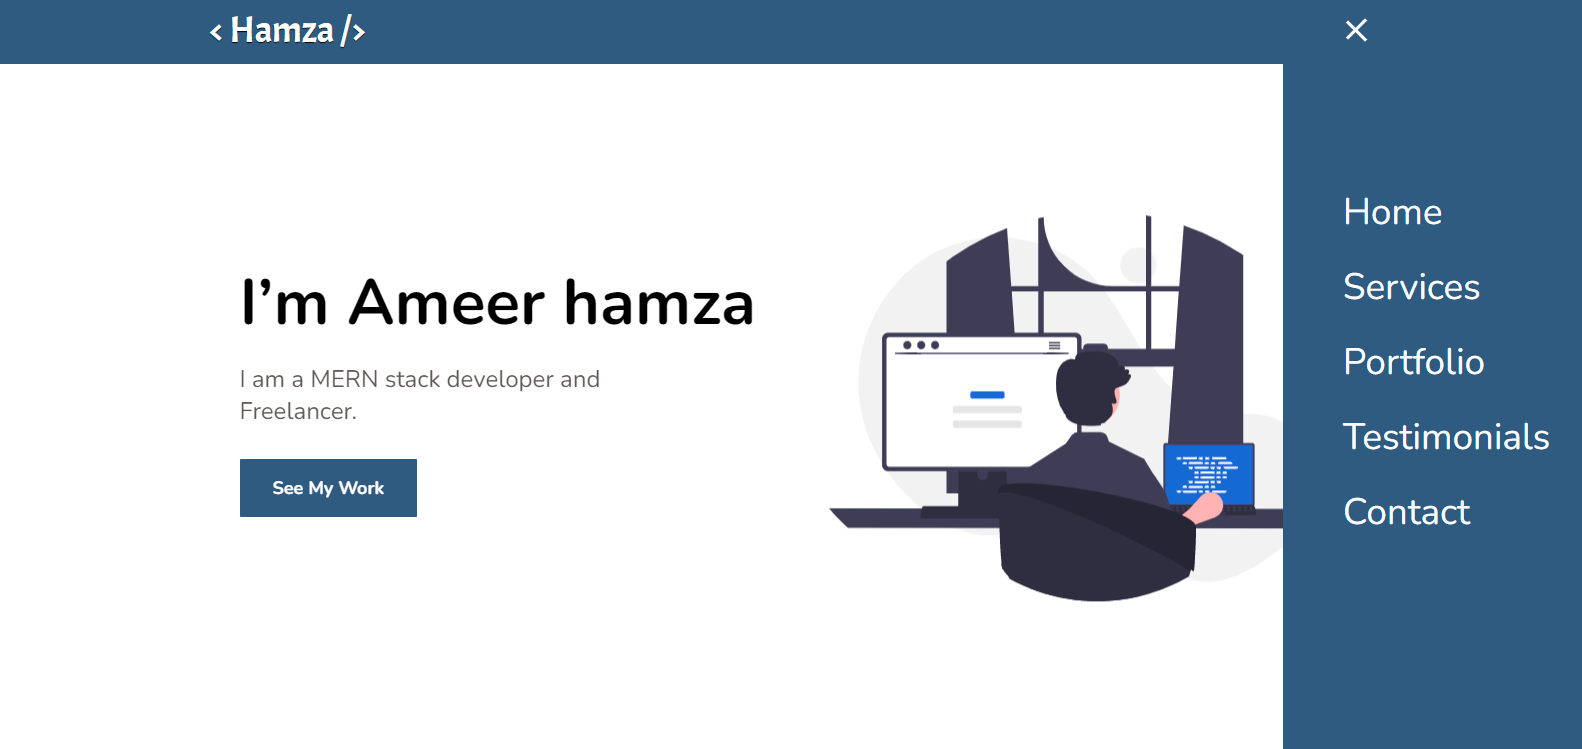 < Hamza />
I'm Ameer hamza
I am a MERN stack developer and
Freelancer.
See My Work
Home
Services
Portfolio
Testimonials
Contact